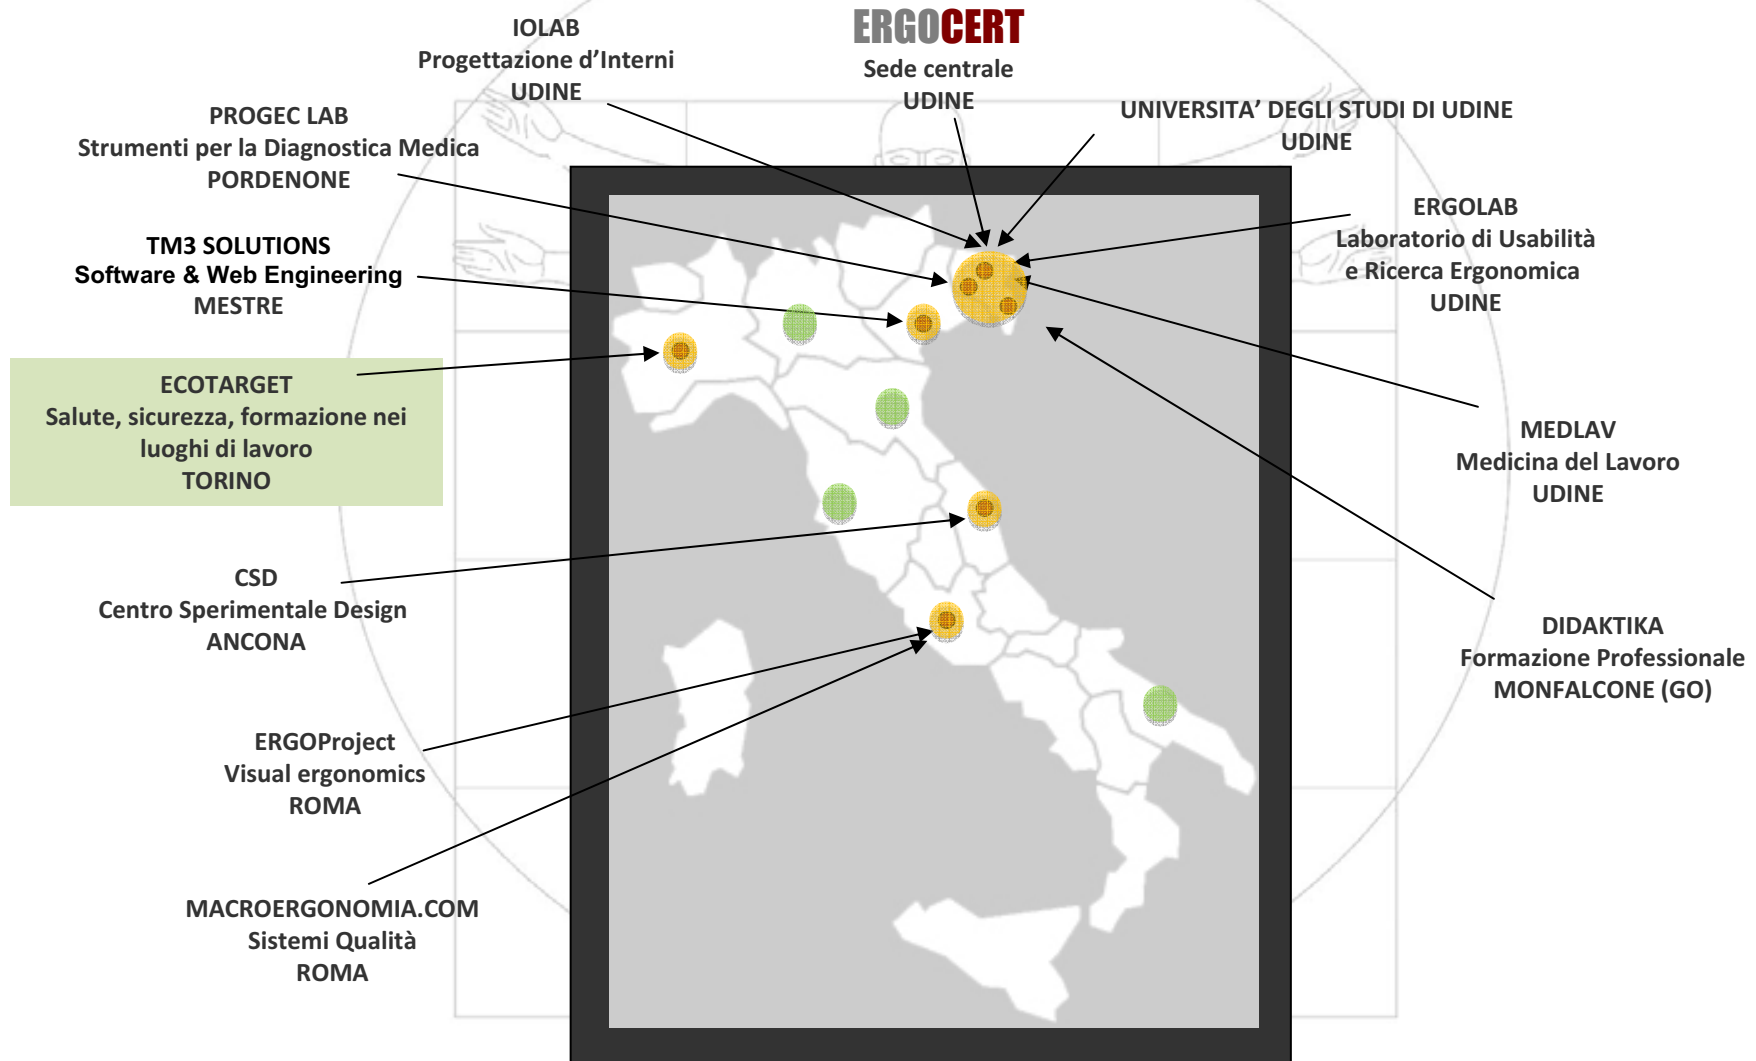 IOLAB
Progettazione d'Interni
UDINE
ERGOCERT
Sede centrale
UDINE
UNIVERSITA' DEGLI STUDI DI UDINE
UDINE
PROGEC LAB
Strumenti per la Diagnostica Medica
PORDENONE
ERGOLAB
Laboratorio di Usabilità
e Ricerca Ergonomica
UDINE
TM3 SOLUTIONS
Software & Web Engineering
MESTRE
ECOTARGET
Salute, sicurezza, formazione nei
luoghi di lavoro
TORINO
MEDLAV
Medicina del Lavoro
UDINE
CSD
Centro Sperimentale Design
ANCONA
DIDAKTIKA
Formazione Professionale
MONFALCONE (GO)
ERGOProject
Visual ergonomics
ROMA
MACROERGONOMIA.COM
Sistemi Qualità
ROMA